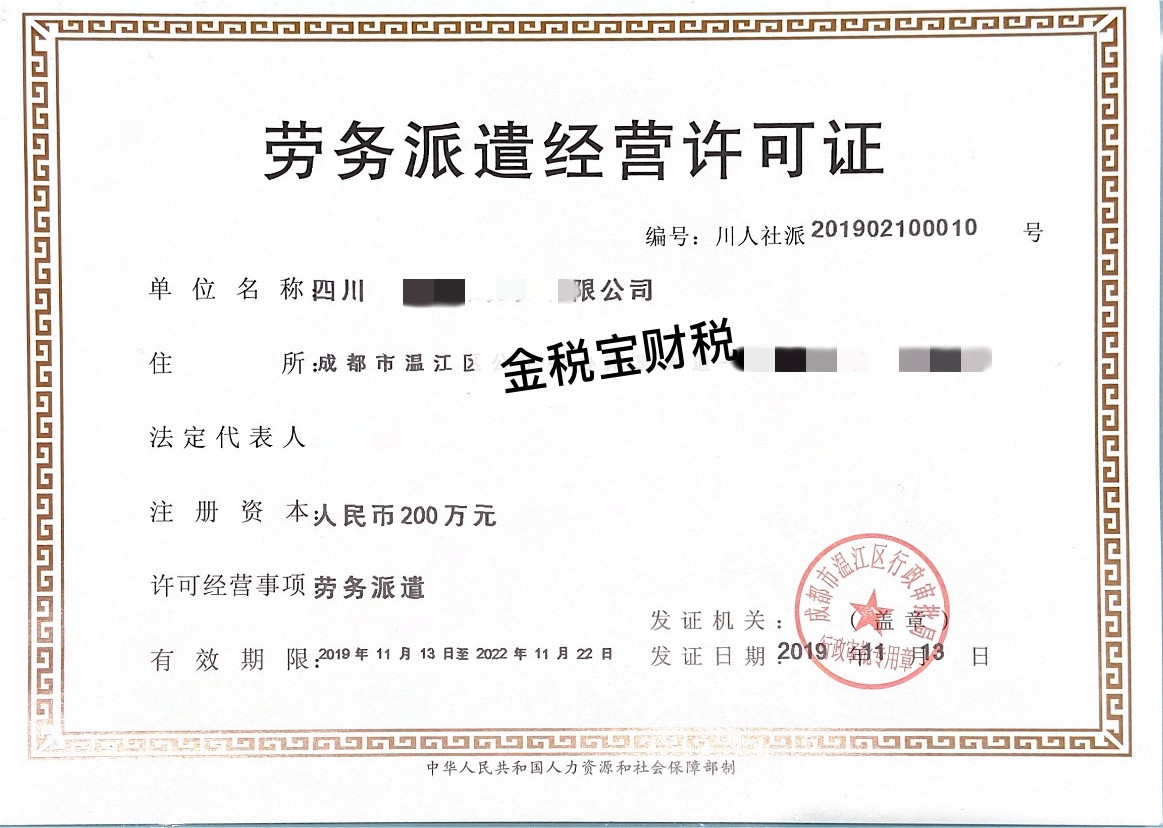 劳务派遣经营许可证
编号：川人社派201902100010 号
单位名称:四川 限公司
住所:成都市温江区
金税宝财税
法定代表人
注册资本:人民币200万元
许可经营事项 劳务派遣
有效期限:2019年11月13日至2022年11月22日
发证机关：（盖章）
发证日期:2019年11月13日
成都市温江区行政审批局
行政审批专用章
中华人民共和国人力资源和社会保障部制